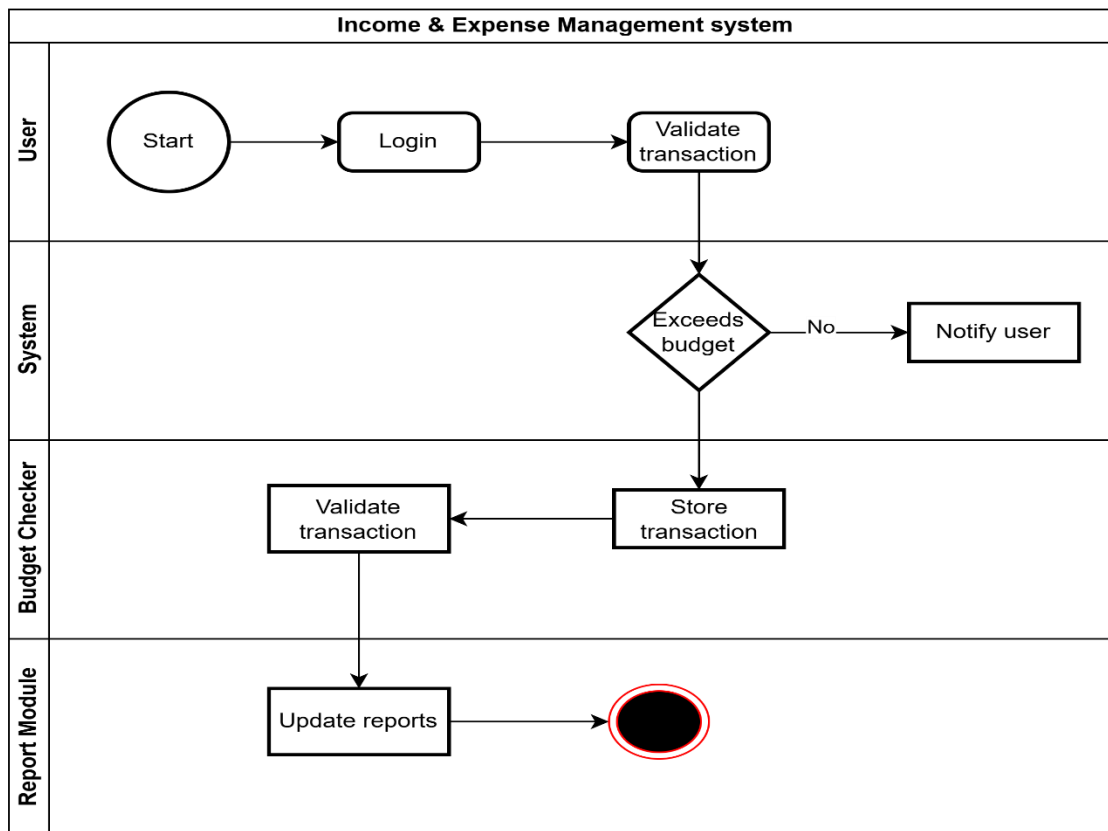 Income & Expense Management system
User
Start
Login
Validate
transaction
System
Exceeds
budget
No
Notify user
Budget Checker
Validate
transaction
Store
transaction
Report Module
Update reports